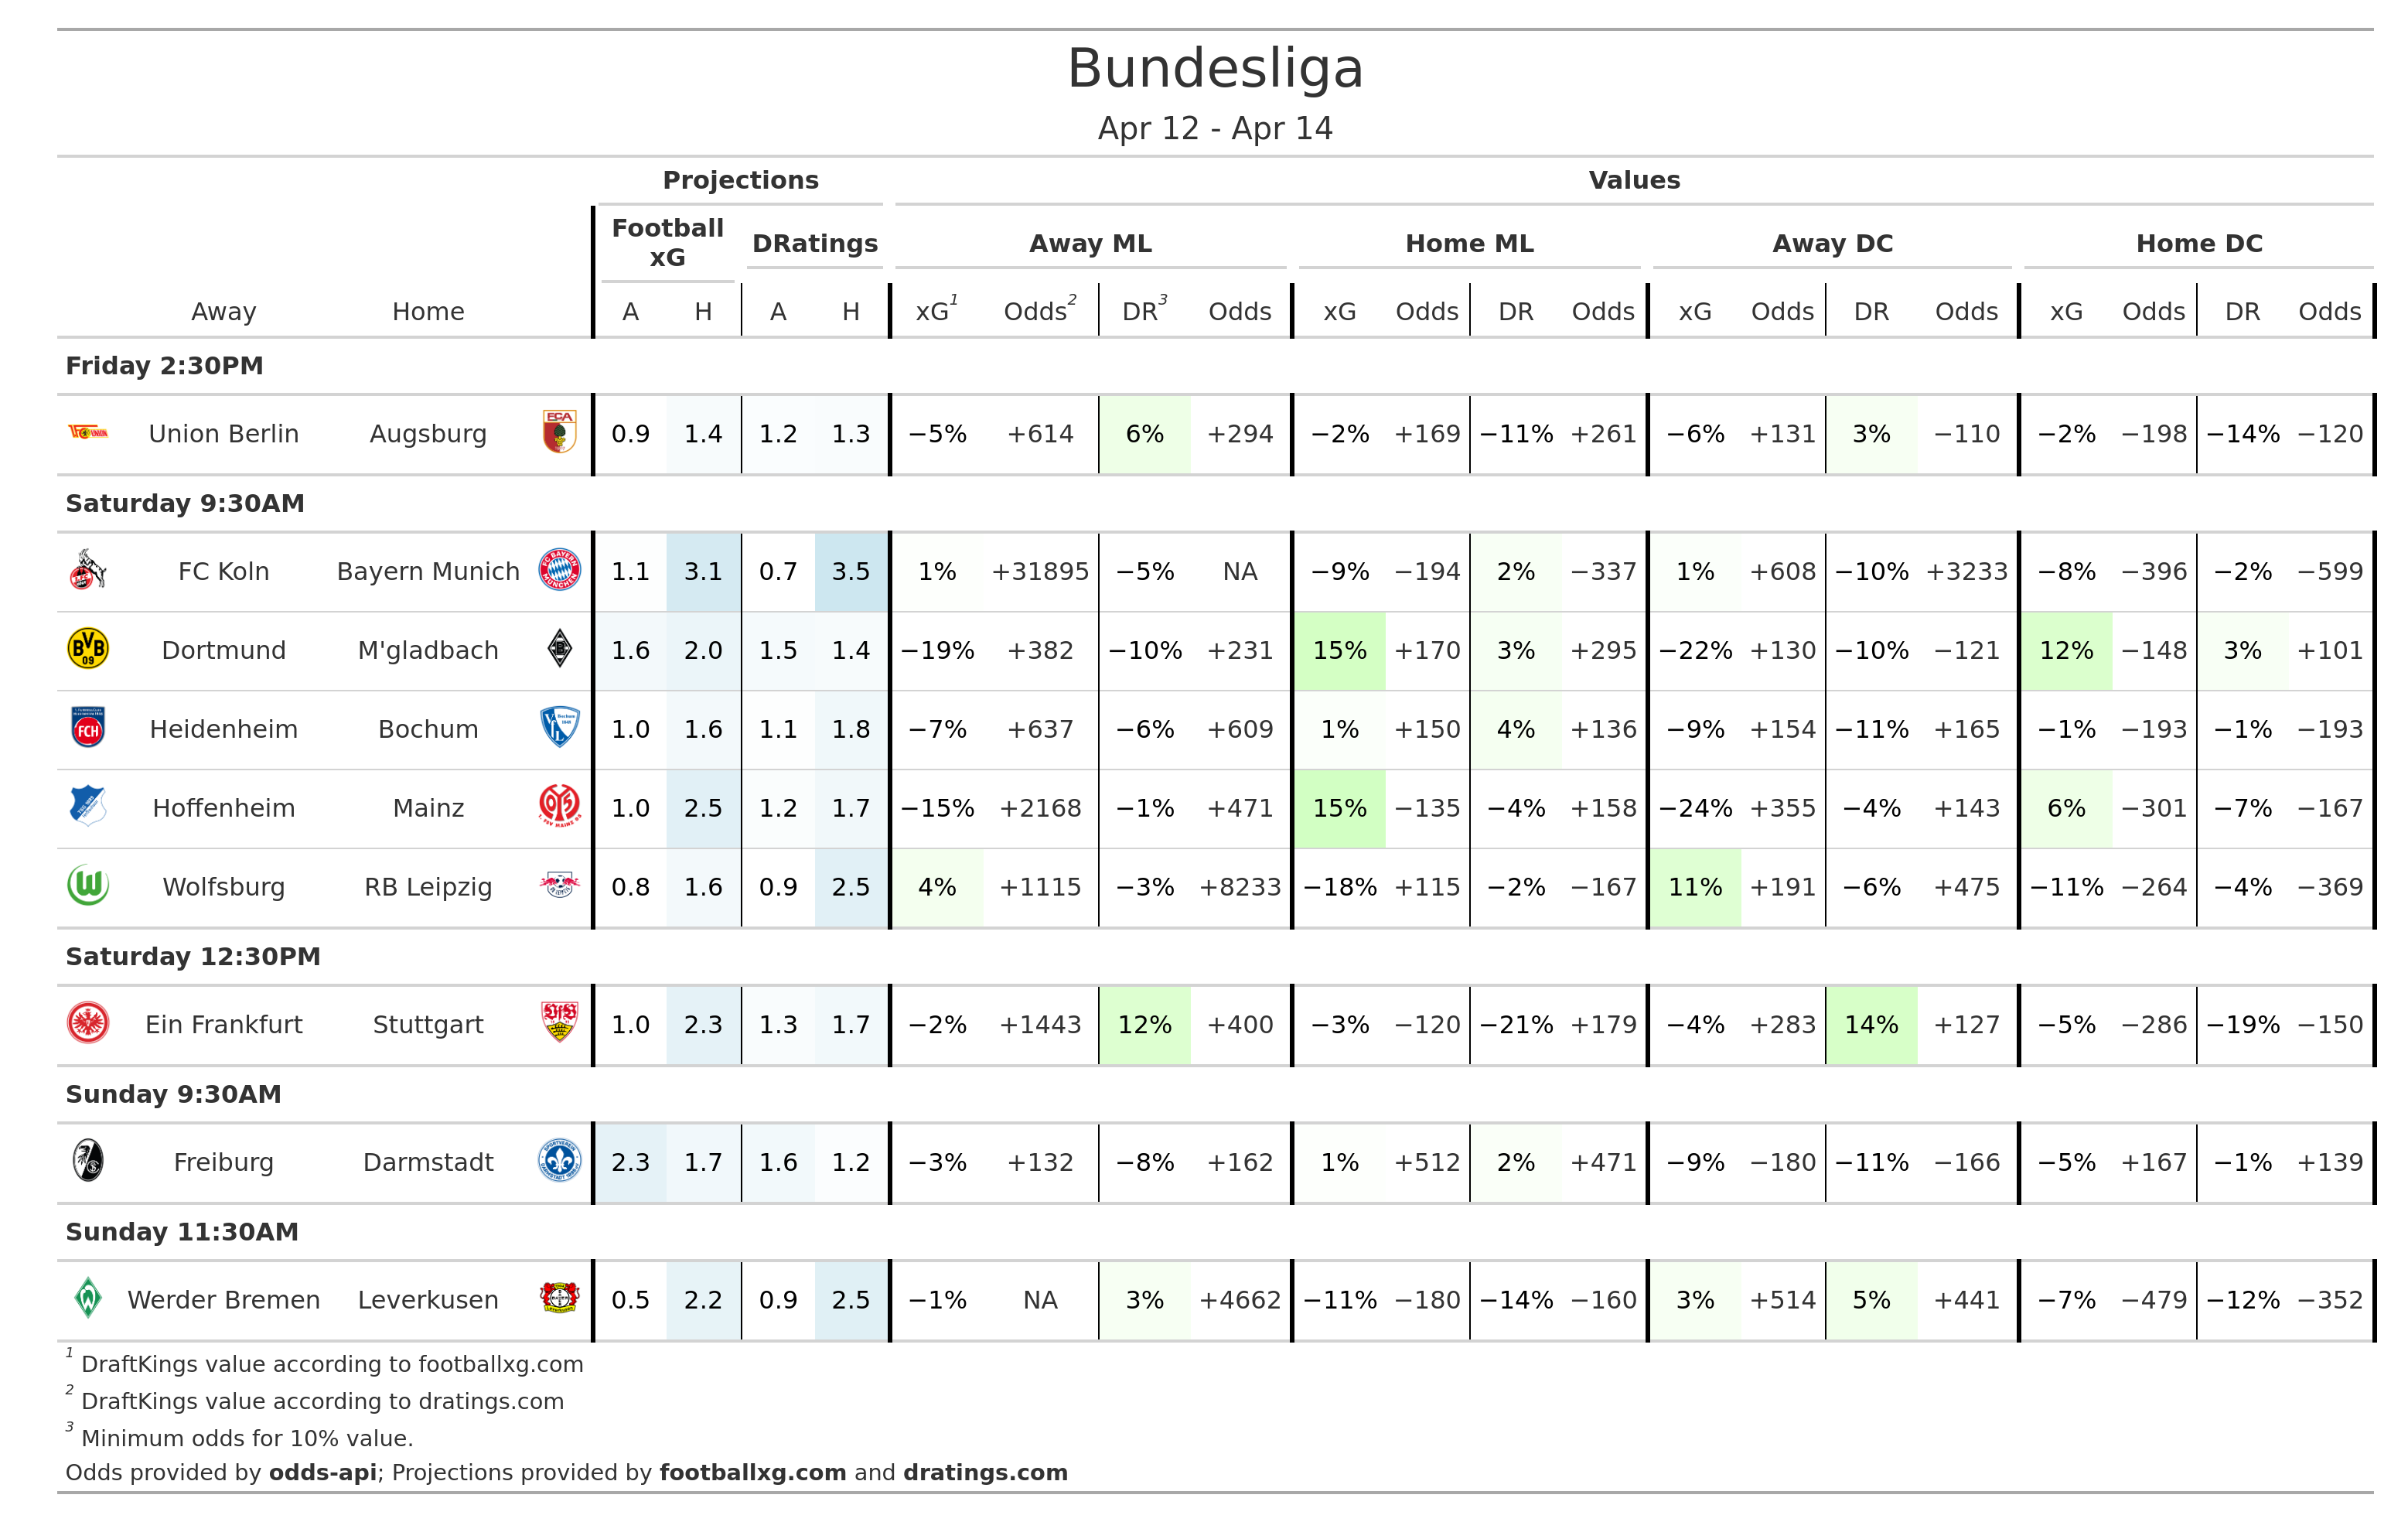 Bundesliga
Apr 12 - Apr 14
Projections Values
Football xG DRatings Away ML Home ML Away DC Home DC
Away Home A H A H xG1 Odds2 DR3 Odds xG Odds DR Odds xG Odds DR Odds xG Odds DR Odds
Friday 2:30PM
Union Berlin Augsburg 0.9 1.4 1.2 1.3 −5% +614 6% +294 −2% +169 −11% +261 −6% +131 3% −110 −2% −198 −14% −120
Saturday 9:30AM
FC Koln Bayern Munich 1.1 3.1 0.7 3.5 1% +31895 −5% NA −9% −194 2% −337 1% +608 −10% +3233 −8% −396 −2% −599
Dortmund M'gladbach 1.6 2.0 1.5 1.4 −19% +382 −10% +231 15% +170 3% +295 −22% +130 −10% −121 12% −148 3% +101
Heidenheim Bochum 1.0 1.6 1.1 1.8 −7% +637 −6% +609 1% +150 4% +136 −9% +154 −11% +165 −1% −193 −1% −193
Hoffenheim Mainz 1.0 2.5 1.2 1.7 −15% +2168 −1% +471 15% −135 −4% +158 −24% +355 −4% +143 6% −301 −7% −167
Wolfsburg RB Leipzig 0.8 1.6 0.9 2.5 4% +1115 −3% +8233 −18% +115 −2% −167 11% +191 −6% +475 −11% −264 −4% −369
Saturday 12:30PM
Ein Frankfurt Stuttgart 1.0 2.3 1.3 1.7 −2% +1443 12% +400 −3% −120 −21% +179 −4% +283 14% +127 −5% −286 −19% −150
Sunday 9:30AM
Freiburg Darmstadt 2.3 1.7 1.6 1.2 −3% +132 −8% +162 1% +512 2% +471 −9% −180 −11% −166 −5% +167 −1% +139
Sunday 11:30AM
Werder Bremen Leverkusen 0.5 2.2 0.9 2.5 −1% NA 3% +4662 −11% −180 −14% −160 3% +514 5% +441 −7% −479 −12% −352
1 DraftKings value according to footballxg.com
2 DraftKings value according to dratings.com
3 Minimum odds for 10% value.
Odds provided by odds-api; Projections provided by footballxg.com and dratings.com